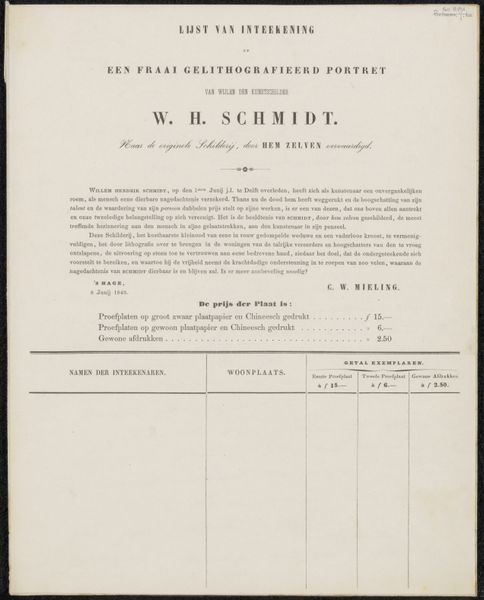 LIJST VAN INTEEKENING
OP
EEN FRAAI GELITHOGRAFIEERD PORTRET
VAN WIJLEN DEN KUNSTSCHILDER
W. H. SCHMIDT.
Naar de originele Schilderij, door HEM ZELVEN vervaardigd.
WILLEM HENDRIK SCHMIDT, op den 1sten Junij j.l. te Delft overleden, heeft zich als kunstenaar een onvergankelijken
roem, als mensch eene dierbare nagedachtenis verzekerd. Thans nu de dood hem heeft weggerukt en de hoogschatting van zijn
talent en de waardering van zijn persoon dubbelen prijs stelt op zijne werken, is er een van dezen, dat ons boven allen aantrekt
en onze tweeledige belangstelling op zich vereenigt. Het is de beeldtenis van SCHMIDT, door hem zelven geschilderd, de meest
treffende herinnering aan den mensch in zijne gelaatstrekken, aan den kunstenaar in zijn penseel.
Deze Schilderij, het kostbaarste kleinood van eene in rouw gedompelde weduwe en een vaderloos kroost, te vermenig-
vuldigen, het door lithografie over te brengen in de woningen van de talrijke vereerders en hoogschatters van den te vroeg
ontslapene, de uitvoering op steen toe te vertrouwen aan eene bedreven hand, ziedaar het doel, dat de ondergeteekende zich
voorstelt te bereiken, en waartoe hij de vrijheid neemt de krachtdadige ondersteuning in te roepen van zoo velen, waaraan de
nagedachtenis van SCHMIDT dierbaar is en blijven zal. Is er meer aanbeveling noodig?
'S HAGE,
8 Junij 1849.
C. W. MIELING.
De prijs der Plaat is:
Proefplaten op groot zwaar plaatpapier en Chineesch gedrukt . . . . . . . . . f 15.—
Proefplaten op gewoon plaatpapier en Chineesch gedrukt . . . . . . . . . . . » 6.—
Gewone afdrukken . . . . . . . . . . . . . . . . . . . . . . . . . . . » 2.50
NAMEN DER INTEEKENAREN.
WOONPLAATS.
GETAL EXEMPLAREN.
Eerste Proefplaat Tweede Proefplaat Gewone Afdrukken
à f 15.— à f 6.— à f 2.50.